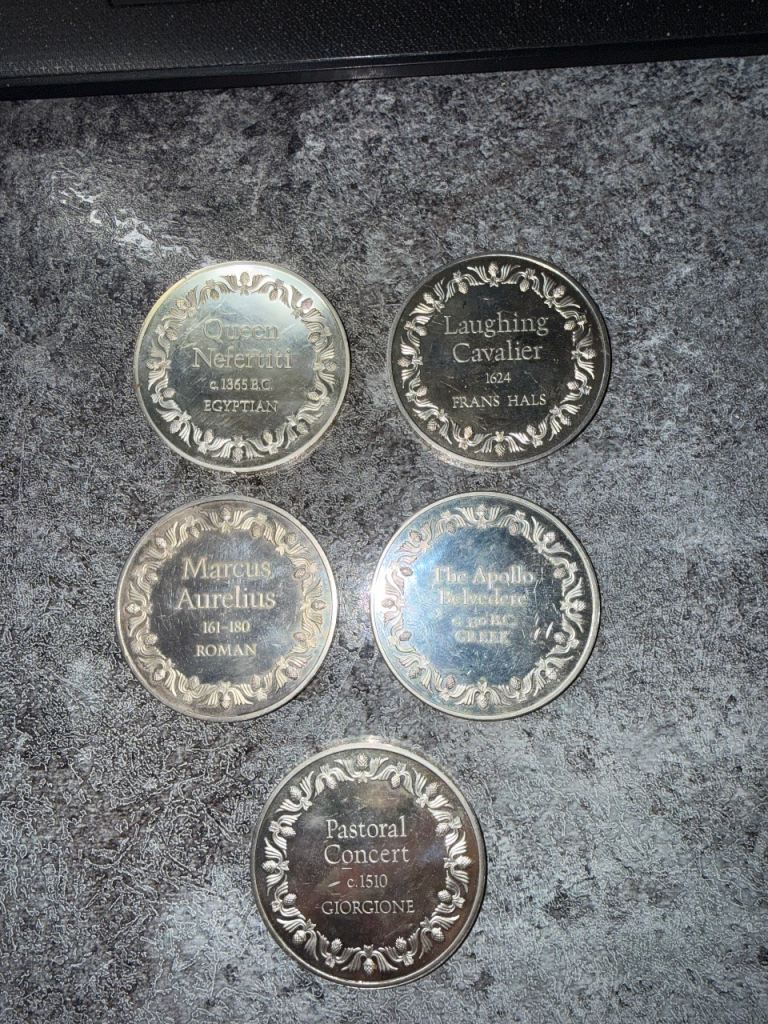 Queen
Nefertiti
c. 1365 B.C.
EGYPTIAN
Laughing
Cavalier
1624
FRANS HALS
Marcus
Aurelius
161-180
ROMAN
The Apollo
Belvedere
c. 330 B.C.
GREEK
Pastoral
Concert
c. 1510
GIORGIONE